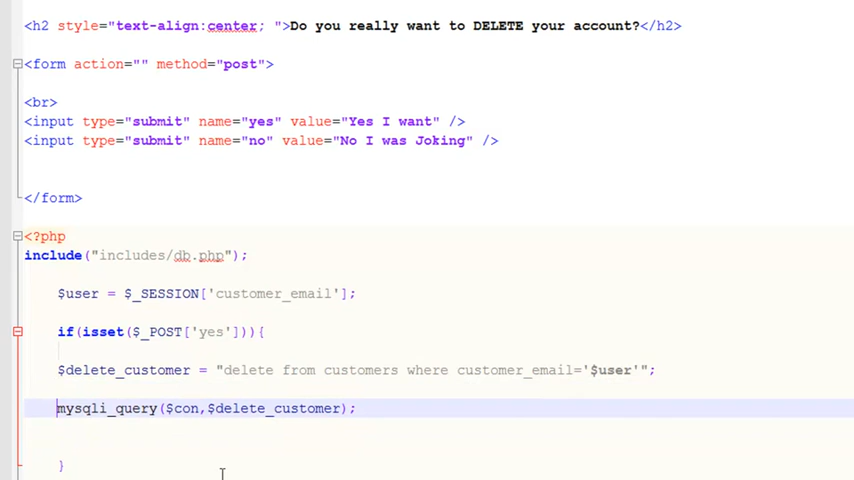 <h2 style="text-align:center; ">Do you really want to DELETE your account?</h2>
<form action="" method="post">
<br>
<input type="submit" name="yes" value="Yes I want" />
<input type="submit" name="no" value="No I was Joking" />
</form>
<?php
include("includes/db.php");
$user = $_SESSION['customer_email'];
if(isset($_POST['yes'])){
$delete_customer = "delete from customers where customer_email='$user'";
mysqli_query($con,$delete_customer);
}